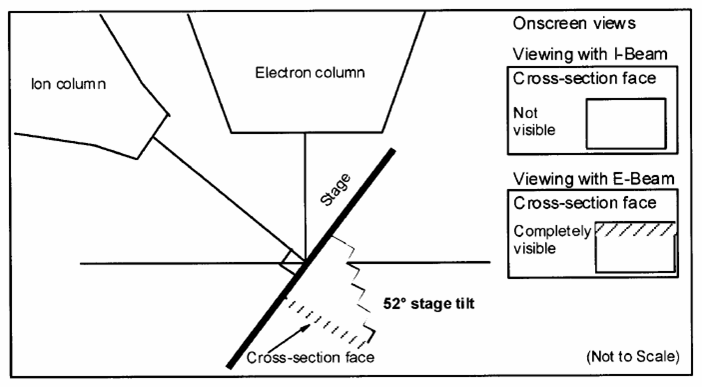 Onscreen views
Viewing with I-Beam
Cross-section face
Not
visible
Viewing with E-Beam
Cross-section face
Completely
visible
Ion column
Electron column
Stage
52° stage tilt
Cross-section face
(Not to Scale)